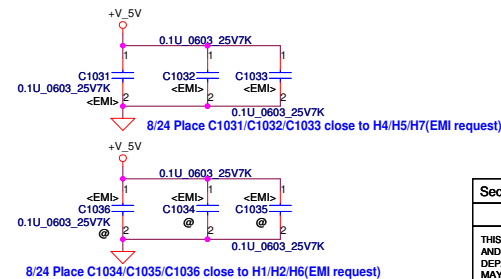 +V_5V
0.1U_0603_25V7K
1 1 1
C1031 C1032 C1033
0.1U_0603_25V7K
<EMI> <EMI> <EMI>
2 2 2
0.1U_0603_25V7K
8/24 Place C1031/C1032/C1033 close to H4/H5/H7(EMI request)
+V_5V
0.1U_0603_25V7K
1 1 1
<EMI> <EMI> <EMI>
C1036 C1034 C1035
0.1U_0603_25V7K
@ @ @
2 2 2
0.1U_0603_25V7K
8/24 Place C1034/C1035/C1036 close to H1/H2/H6(EMI request)
Sec
THIS
AND
DEP
MAY